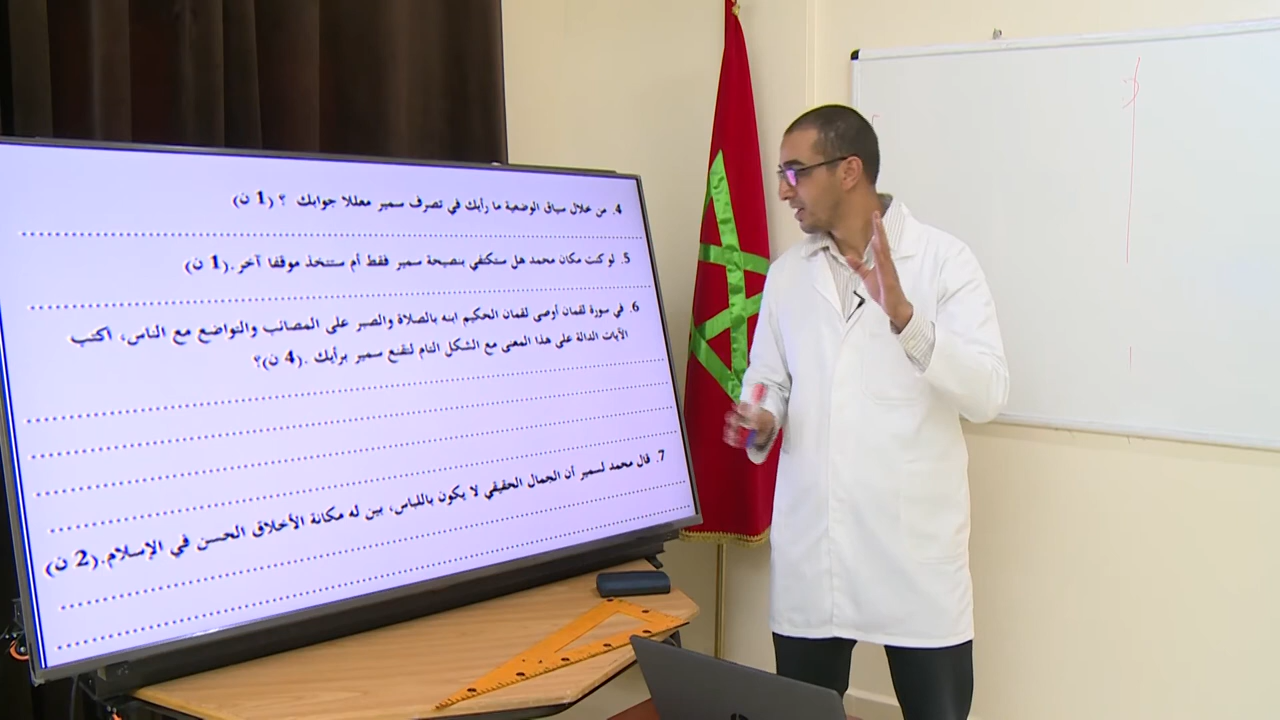 4. من خلال سياق الوضعية ما رأيك في تصرف سمير معللا جوابك ؟ (1 ن)
5. لو كنت مكان محمد هل ستكتفي بنصيحة سمير فقط أم ستتخذ موقفا آخر.(1 ن)
6. في سورة لقمان أوصى لقمان الحكيم ابنه بالصلاة والصبر على المصائب والتواضع مع الناس، اكتب
الآيات الدالة على هذا المعنى مع الشكل التام لتقنع سمير برأيك .(4 ن)؟
7. قال محمد لسمير أن الجمال الحقيقي لا يكون باللباس، بين له مكانة الأخلاق الحسن في الإسلام.(2 ن)